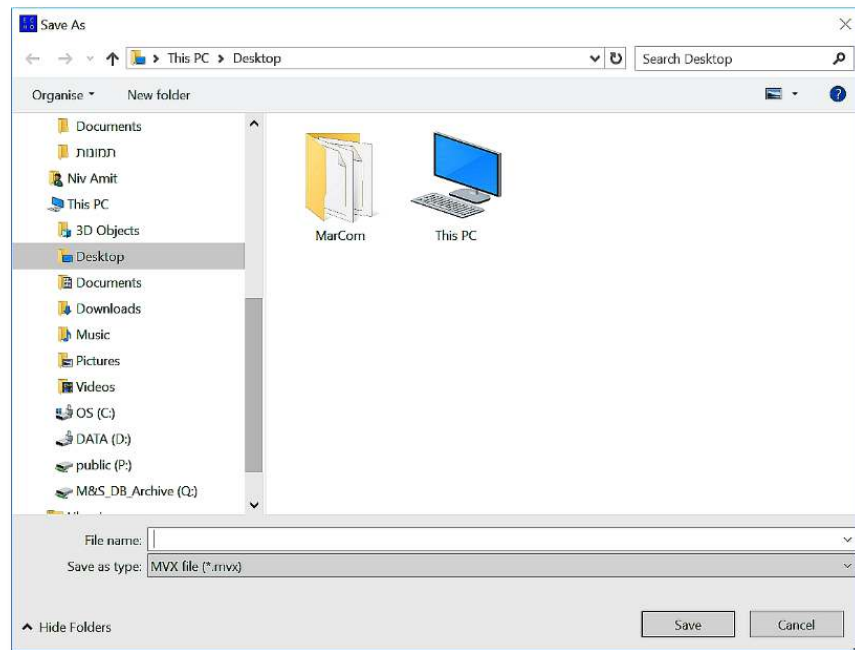 Save As
This PC > Desktop
Search Desktop
Organise
New folder
Documents
תמונות
Niv Amit
This PC
3D Objects
Desktop
Documents
Downloads
Music
Pictures
Videos
OS (C:)
DATA (D:)
public (P:)
M&S_DB_Archive (Q:)
MarCom
This PC
File name:
Save as type: MVX file (*.mvx)
Hide Folders
Save
Cancel